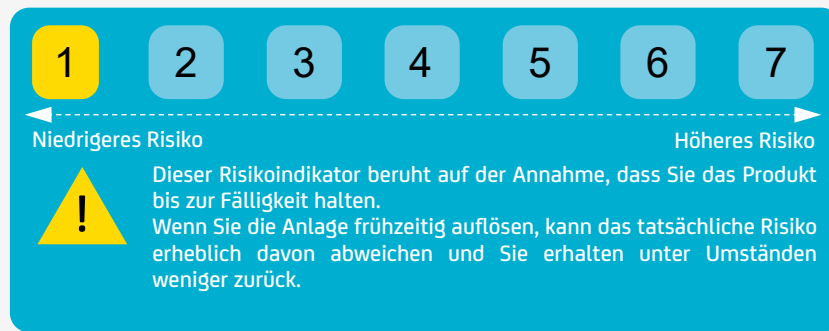 1 2 3 4 5 6 7
Niedrigeres Risiko Höheres Risiko
!
Dieser Risikoindikator beruht auf der Annahme, dass Sie das Produkt
bis zur Fälligkeit halten.
Wenn Sie die Anlage frühzeitig auflösen, kann das tatsächliche Risiko
erheblich davon abweichen und Sie erhalten unter Umständen
weniger zurück.